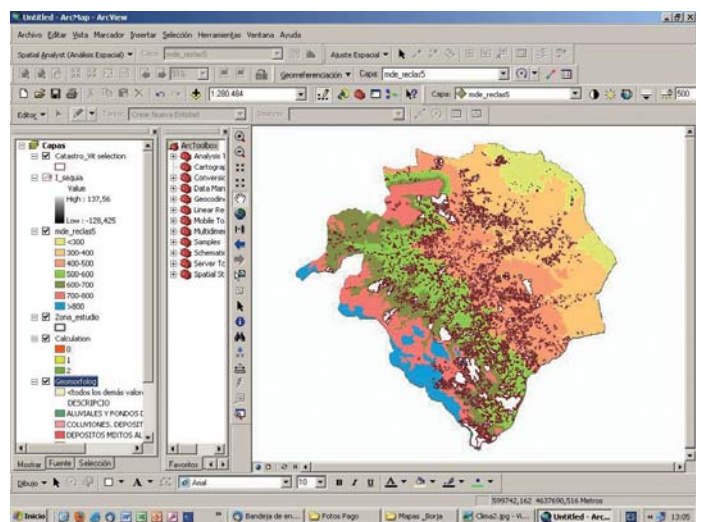 Untitled - ArcMap - ArcView
Archivo Editar Vista Marcador Insertar Selección Herramientas Ventana Ayuda
Spatial Analyst (Análisis Espacial) Capa: mde_reclas5 Ajuste Espacial
Georreferenciación Capa: mde_reclas5
1:280.484 Capa: mde_reclas5 500
Editor Tarea: Crear Nueva Entidad Destino:
Capas
Catastro_Vit selection
I_sequia
Value
High : 137,56
Low : -128,425
mde_reclas5
<300
300-400
400-500
500-600
600-700
700-800
>800
Zona_estudio
Calculation
0
1
2
Geomorfolog
<todos los demás valor
DESCRIPCIO
ALUVIALES Y FONDOS D
COLUVIONES. DEPOSIT
DEPOSITOS MIXTOS AL
Mostrar Fuente Selección
ArcToolbox
Analysis T
Cartograp
Conversio
Data Man
Geocoding
Linear Re
Mobile To
Multidimen
Samples
Schematic
Server To
Spatial St
Favoritos
Dibujo Arial 10 N K S A
599742,162 4637690,516 Metros
Inicio Bandeja de en... Fotos Pago Mapas _Borja Clima2.jpg - Vi... Untitled - Arc... ES 13:05